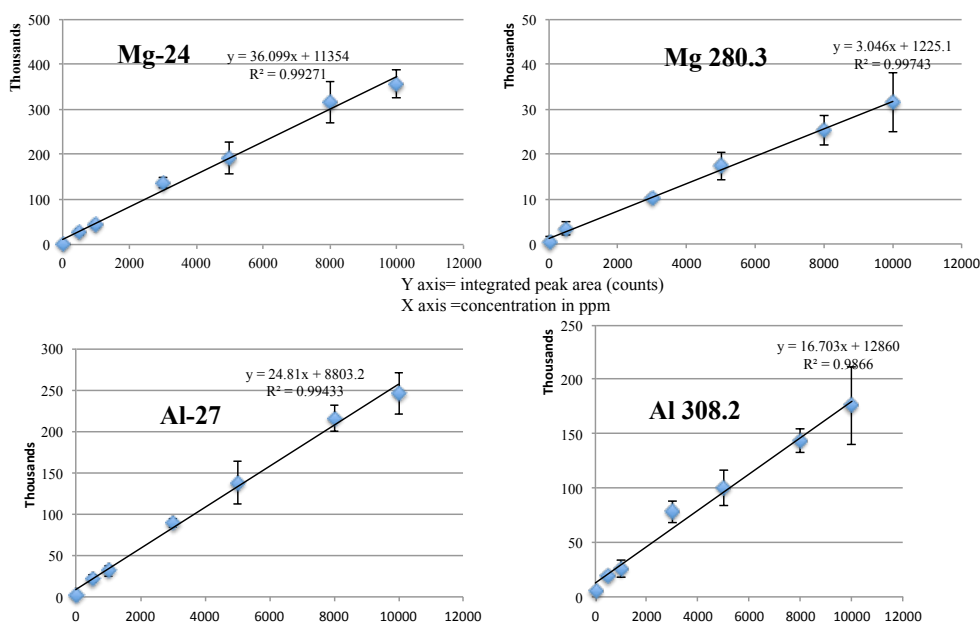 Mg-24
y = 36.099x + 11354
R² = 0.99271
Thousands
500
400
300
200
100
0
0 2000 4000 6000 8000 10000 12000
Mg 280.3
y = 3.046x + 1225.1
R² = 0.99743
Thousands
50
40
30
20
10
0
0 2000 4000 6000 8000 10000 12000
Y axis= integrated peak area (counts)
X axis =concentration in ppm
Al-27
y = 24.81x + 8803.2
R² = 0.99433
Thousands
300
250
200
150
100
50
0
0 2000 4000 6000 8000 10000 12000
Al 308.2
y = 16.703x + 12860
R² = 0.9866
Thousands
250
200
150
100
50
0
0 2000 4000 6000 8000 10000 12000